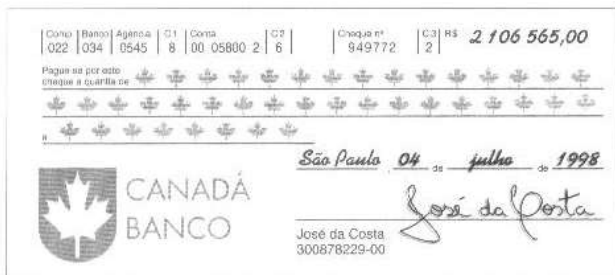 Comp Banco Agência C1 Conta C2 Cheque nº C3 R$ 2 106 565,00
022 034 0545 8 00 05800 2 6 949772 2
Pague-se por este
cheque a quantia de
a
São Paulo 04 de julho de 1998
CANADÁ
BANCO
José da Costa
José da Costa
300878229-00